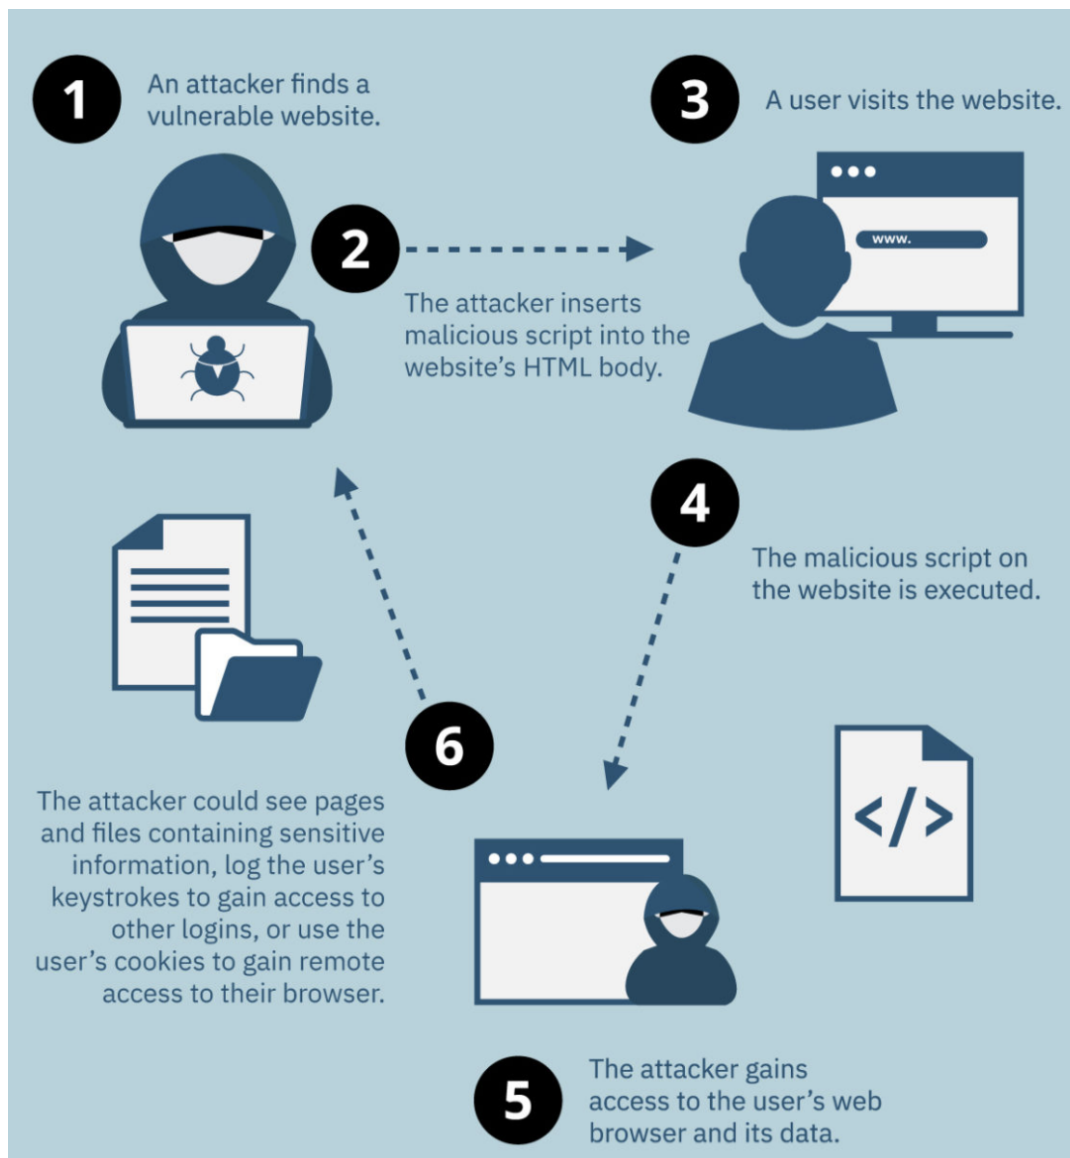 1
An attacker finds a
vulnerable website.
2
The attacker inserts
malicious script into the
website’s HTML body.
3
A user visits the website.
www.
4
The malicious script on
the website is executed.
</>
5
The attacker gains
access to the user’s web
browser and its data.
6
The attacker could see pages
and files containing sensitive
information, log the user’s
keystrokes to gain access to
other logins, or use the
user’s cookies to gain remote
access to their browser.